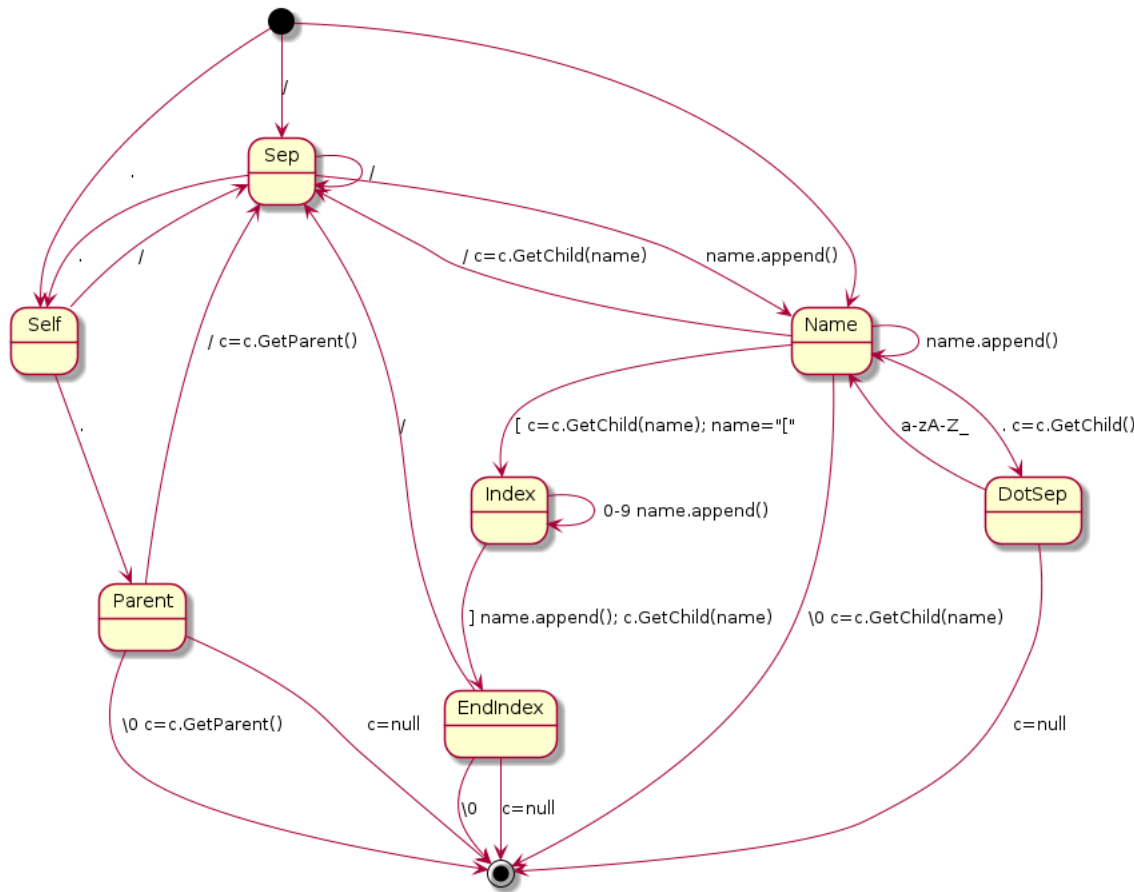 /
Sep
/
.
.
/
/ c=c.GetChild(name)
name.append()
Self
Name
/ c=c.GetParent()
name.append()
.
/
[ c=c.GetChild(name); name="["
a-zA-Z_
. c=c.GetChild()
Index
DotSep
0-9 name.append()
Parent
] name.append(); c.GetChild(name)
\0 c=c.GetChild(name)
EndIndex
\0 c=c.GetParent()
c=null
c=null
\0
c=null